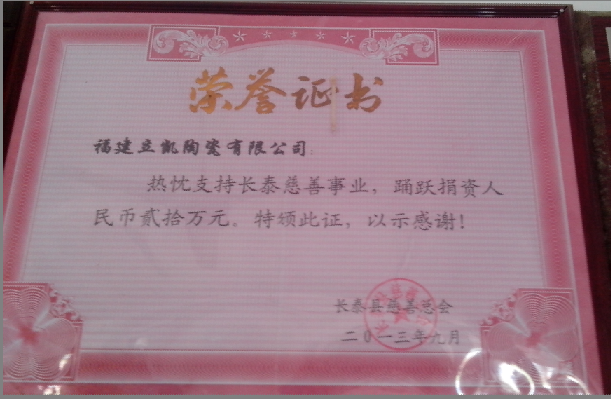 荣誉证书
福建立凯陶瓷有限公司:
热忱支持长泰慈善事业，踊跃捐资人
民币贰拾万元。特颁此证，以示感谢!
长泰县慈善总会
二0一三年九月